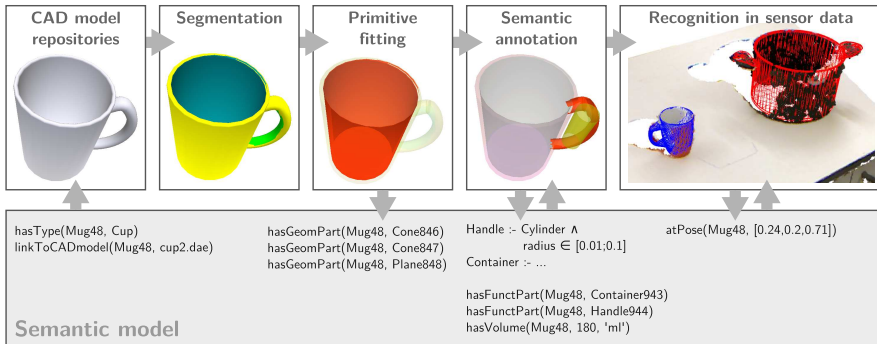 CAD model
repositories
Segmentation
Primitive
fitting
Semantic
annotation
Recognition in sensor data
hasType(Mug48, Cup)
linkToCADmodel(Mug48, cup2.dae)
hasGeomPart(Mug48, Cone846)
hasGeomPart(Mug48, Cone847)
hasGeomPart(Mug48, Plane848)
Handle :- Cylinder ∧
radius ∈ [0.01;0.1]
Container :- ...
hasFunctPart(Mug48, Container943)
hasFunctPart(Mug48, Handle944)
hasVolume(Mug48, 180, 'ml')
atPose(Mug48, [0.24,0.2,0.71])
Semantic model